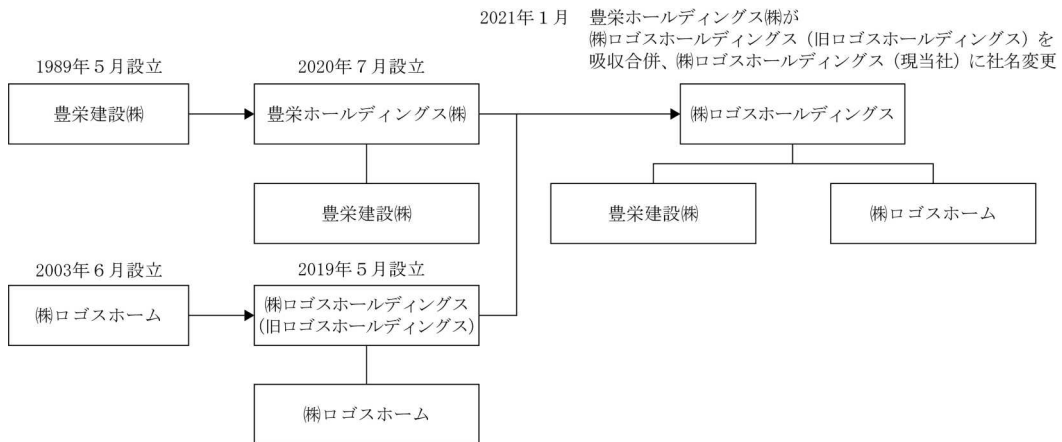 2021年１月 豊栄ホールディングス㈱が
㈱ロゴスホールディングス（旧ロゴスホールディングス）を
吸収合併、㈱ロゴスホールディングス（現当社）に社名変更
1989年５月設立
2020年７月設立
豊栄建設㈱
豊栄ホールディングス㈱
㈱ロゴスホールディングス
豊栄建設㈱
豊栄建設㈱
㈱ロゴスホーム
2003年６月設立
2019年５月設立
㈱ロゴスホーム
㈱ロゴスホールディングス
（旧ロゴスホールディングス）
㈱ロゴスホーム